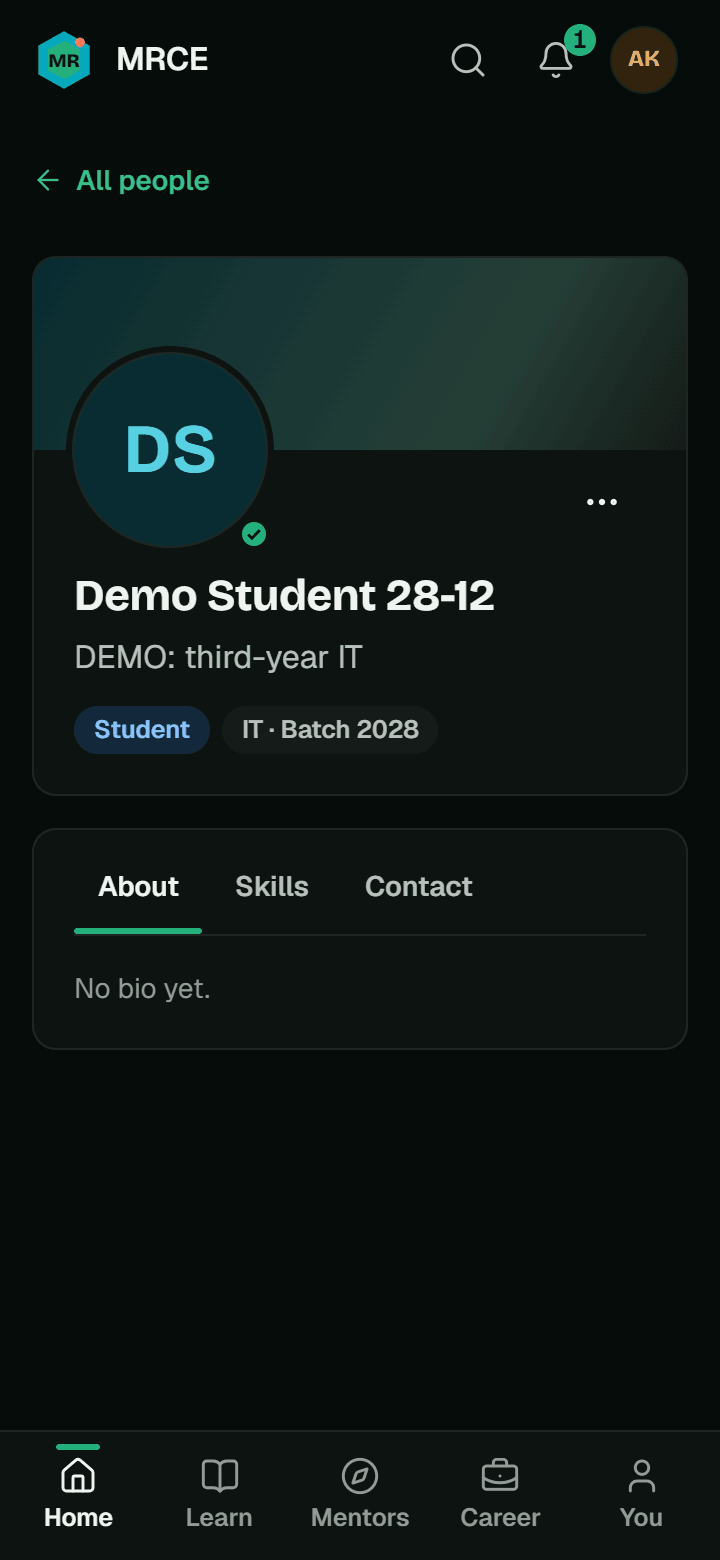 MR
MRCE
1
AK
All people
DS
Demo Student 28-12
DEMO: third-year IT
Student
IT · Batch 2028
About Skills Contact
No bio yet.
Home Learn Mentors Career You